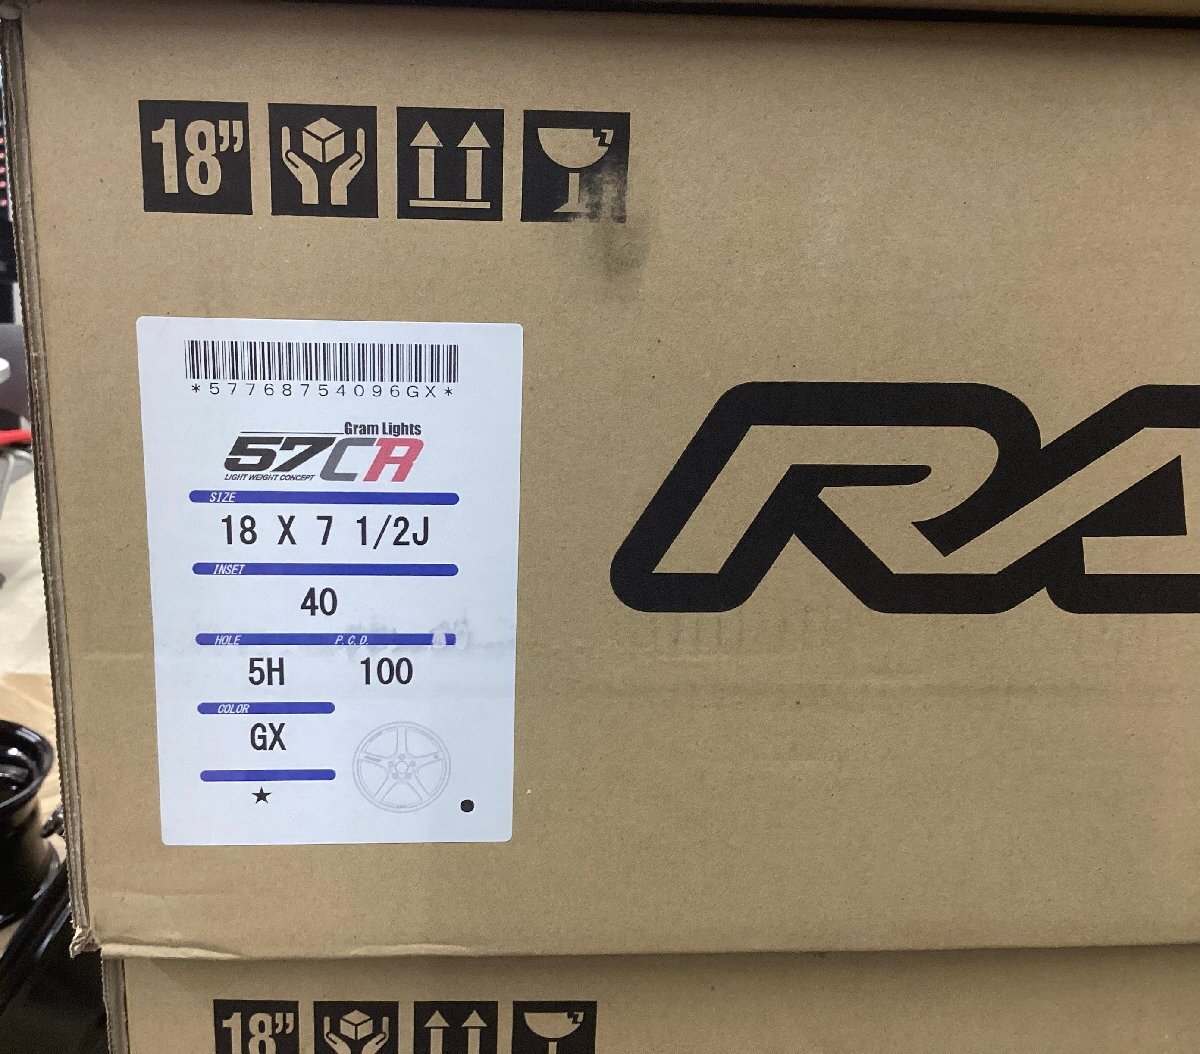 18”
*57768754096GX*
Gram Lights
57CR
LIGHT WEIGHT CONCEPT
SIZE
18 X 7 1/2J
INSET
40
HOLE P.C.D.
5H 100
COLOR
GX
★
RA
18”